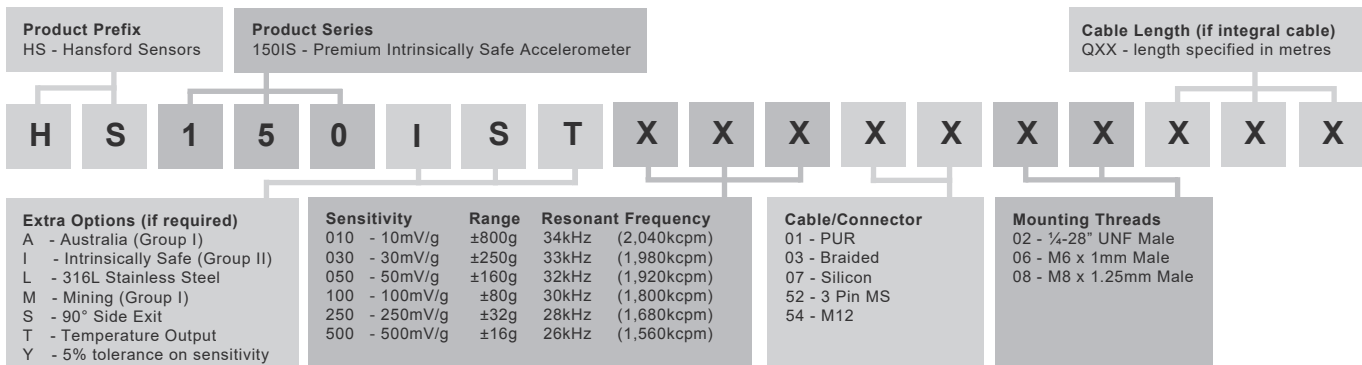 Product Prefix
HS - Hansford Sensors
Product Series
150IS - Premium Intrinsically Safe Accelerometer
Cable Length (if integral cable)
QXX - length specified in metres
H S 1 5 0 I S T X X X X X X X X X X
Extra Options (if required)
A - Australia (Group I)
I - Intrinsically Safe (Group II)
L - 316L Stainless Steel
M - Mining (Group I)
S - 90° Side Exit
T - Temperature Output
Y - 5% tolerance on sensitivity
Sensitivity Range Resonant Frequency
010 - 10mV/g ±800g 34kHz (2,040kcpm)
030 - 30mV/g ±250g 33kHz (1,980kcpm)
050 - 50mV/g ±160g 32kHz (1,920kcpm)
100 - 100mV/g ±80g 30kHz (1,800kcpm)
250 - 250mV/g ±32g 28kHz (1,680kcpm)
500 - 500mV/g ±16g 26kHz (1,560kcpm)
Cable/Connector
01 - PUR
03 - Braided
07 - Silicon
52 - 3 Pin MS
54 - M12
Mounting Threads
02 - ¼-28” UNF Male
06 - M6 x 1mm Male
08 - M8 x 1.25mm Male